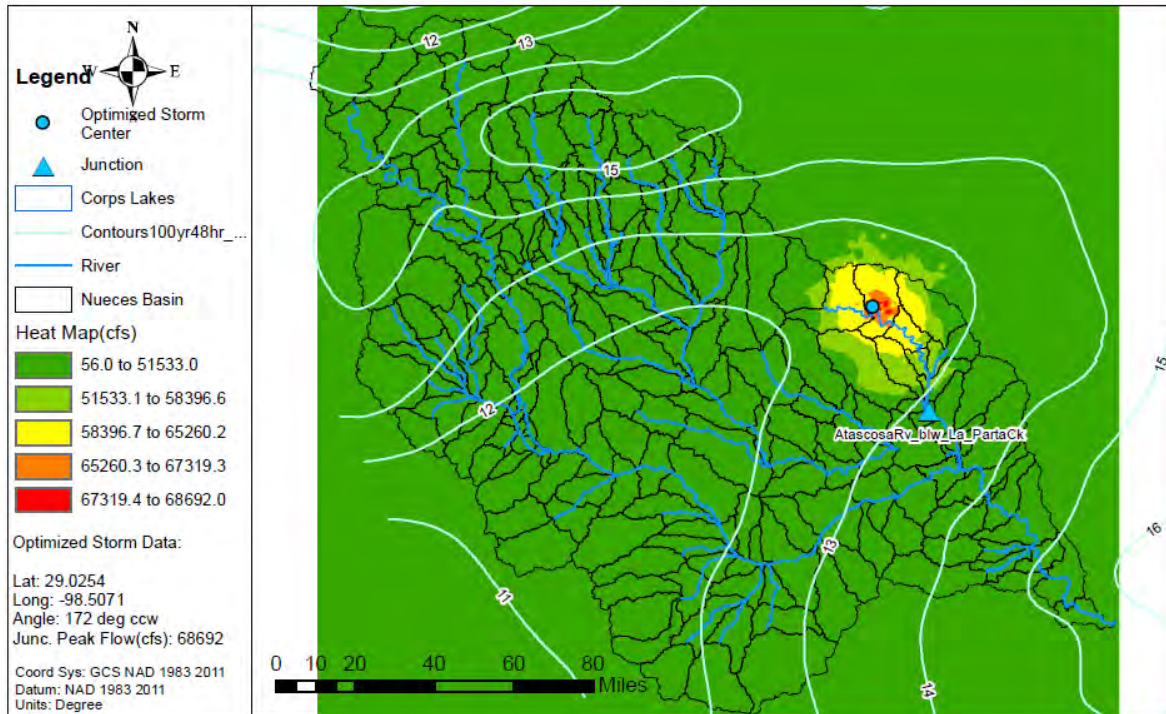 N
W
E
S
Legend
Optimized Storm
Center
Junction
Corps Lakes
Contours100yr48hr_...
River
Nueces Basin
Heat Map(cfs)
56.0 to 51533.0
51533.1 to 58396.6
58396.7 to 65260.2
65260.3 to 67319.3
67319.4 to 68692.0
Optimized Storm Data:
Lat: 29.0254
Long: -98.5071
Angle: 172 deg ccw
Junc. Peak Flow(cfs): 68692
Coord Sys: GCS NAD 1983 2011
Datum: NAD 1983 2011
Units: Degree
12
13
15
15
12
AtascosaRv_blw_La_PartaCk
16
13
11
14
0 10 20 40 60 80
Miles